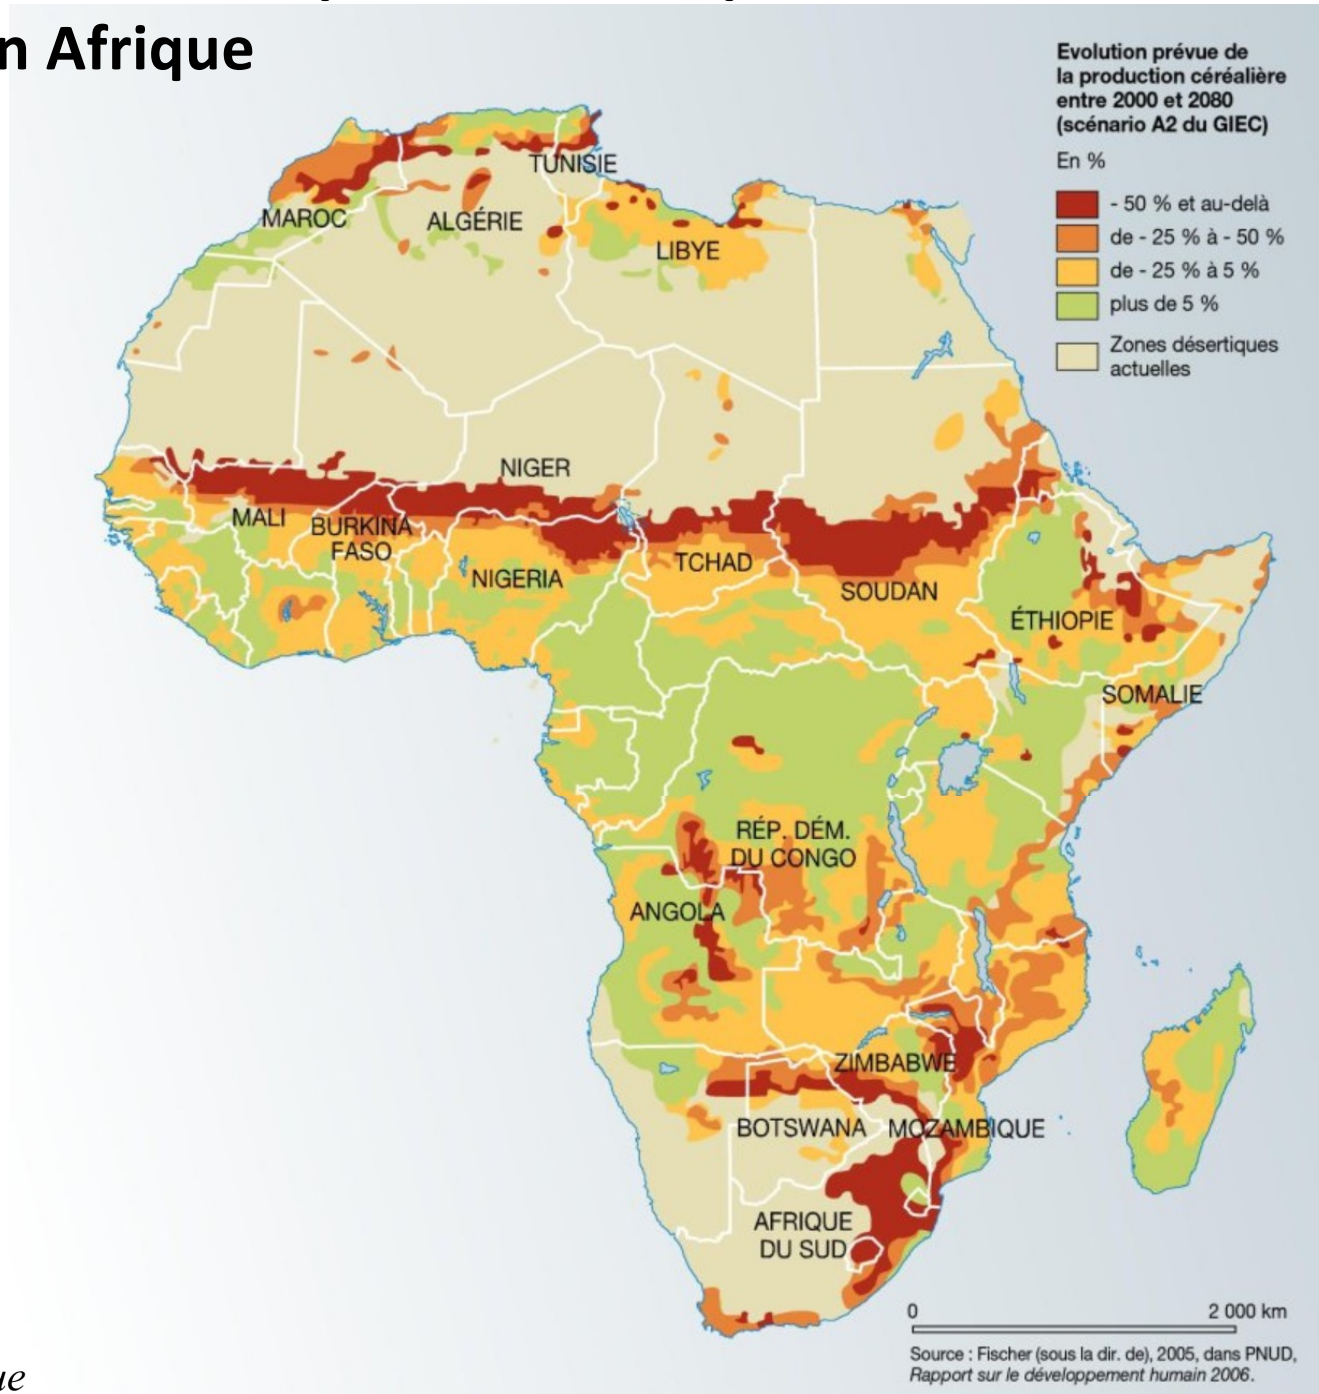 n Afrique
Evolution prévue de
la production céréalière
entre 2000 et 2080
(scénario A2 du GIEC)
En %
- 50 % et au-delà
de - 25 % à - 50 %
de - 25 % à 5 %
plus de 5 %
Zones désertiques
actuelles
TUNISIE
MAROC
ALGÉRIE
LIBYE
NIGER
MALI
BURKINA
FASO
NIGERIA
TCHAD
SOUDAN
ÉTHIOPIE
SOMALIE
RÉP. DÉM.
DU CONGO
ANGOLA
ZIMBABWE
BOTSWANA
MOZAMBIQUE
AFRIQUE
DU SUD
0 2 000 km
Source : Fischer (sous la dir. de), 2005, dans PNUD,
Rapport sur le développement humain 2006.
ue